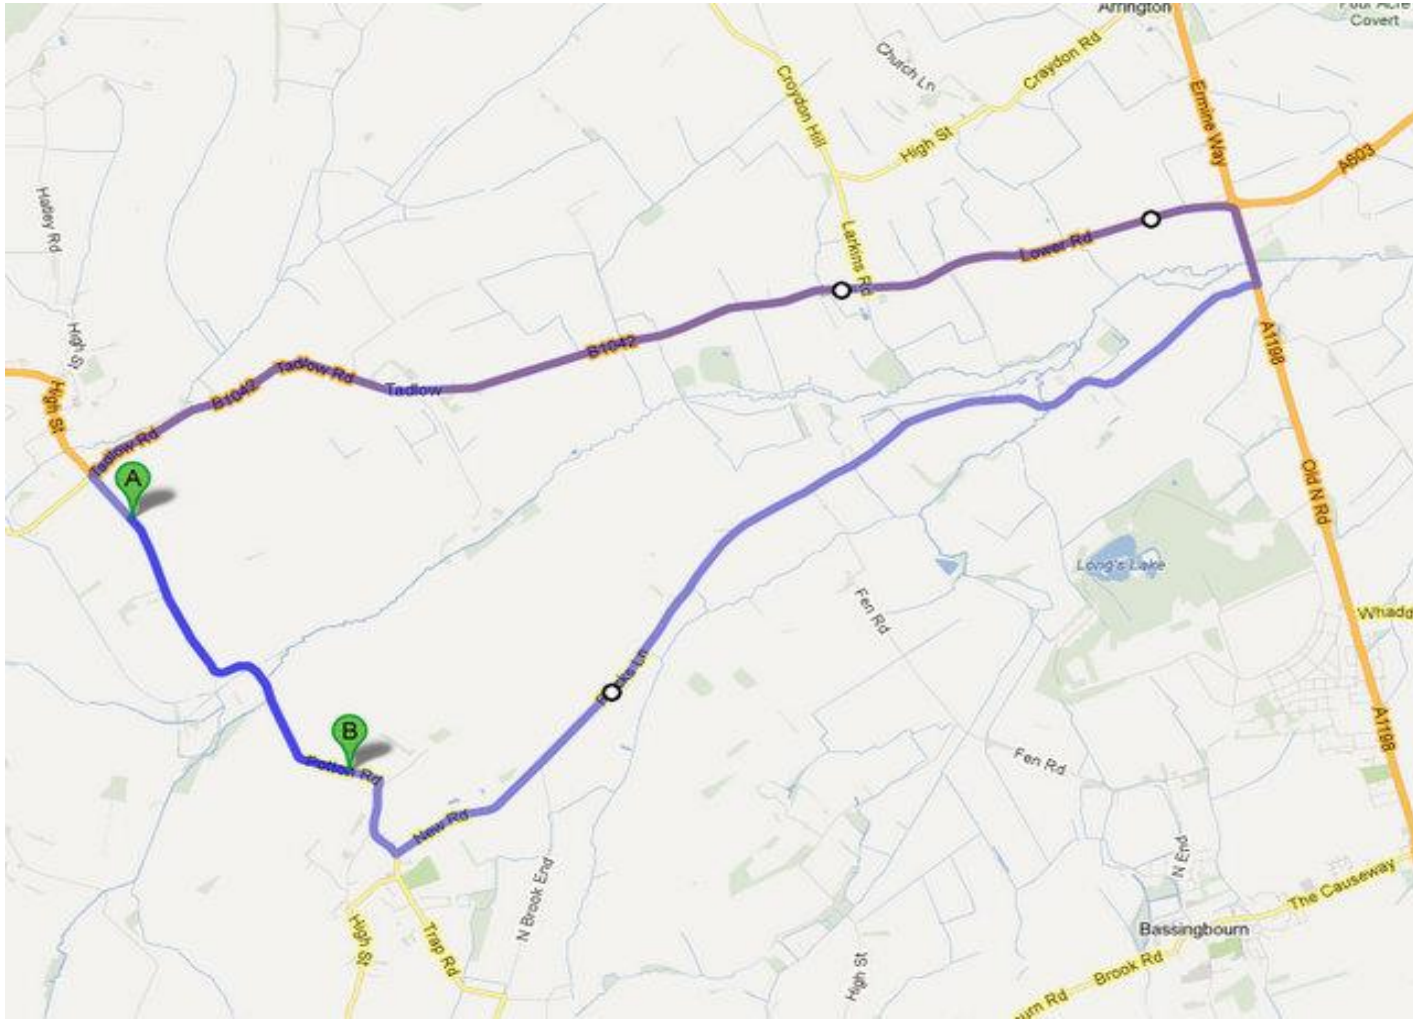 Arrington
Four Acre
Covert
Church Ln
Craydon Rd
Croydon Hill
Ermine Way
High St
A603
Hatley Rd
Larkins Rd
Lower Rd
High St
B1042
A1198
Tadlow Rd
B1042
Tadlow
High St
Tadlow Rd
A
Old N Rd
Long's Lake
Fen Rd
Whadd
Ln
B
A1198
Potton Rd
Fen Rd
New Rd
N End
N Brook End
The Causeway
High St
Trap Rd
Bassingbourn
High St
Brook Rd
urn Rd